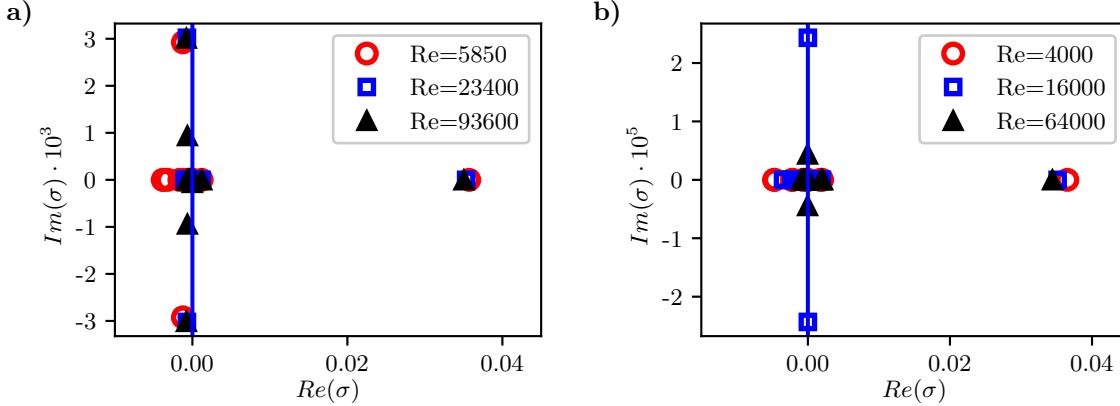 a)
3
2
1
0
-1
-2
-3
Im(σ) · 10³
0.00
0.02
0.04
Re(σ)
Re=5850
Re=23400
Re=93600
b)
2
1
0
-1
-2
Im(σ) · 10⁵
0.00
0.02
0.04
Re(σ)
Re=4000
Re=16000
Re=64000